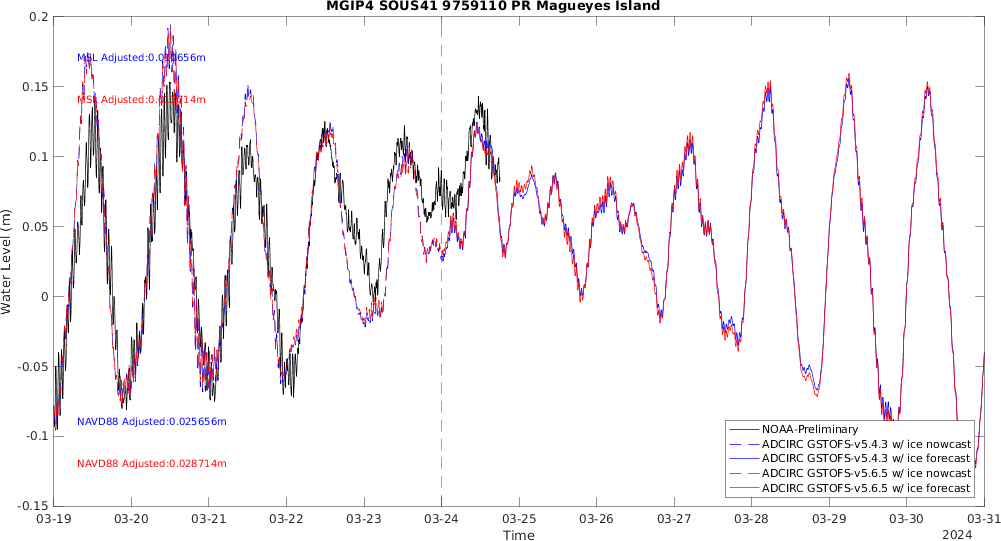 MGIP4 SOUS41 9759110 PR Magueyes Island
0.2
0.15
0.1
0.05
0
-0.05
-0.1
-0.15
Water Level (m)
MSL Adjusted:
MSL
NAVD88 Adjusted:0.025656m
NAVD88 Adjusted:0.028714m
NOAA-Preliminary
ADCIRC GSTOFS-v5.4.3 w/ ice nowcast
ADCIRC GSTOFS-v5.4.3 w/ ice forecast
ADCIRC GSTOFS-v5.6.5 w/ ice nowcast
ADCIRC GSTOFS-v5.6.5 w/ ice forecast
03-19 03-20 03-21 03-22 03-23 03-24 03-25 03-26 03-27 03-28 03-29 03-30 03-31
Time
2024